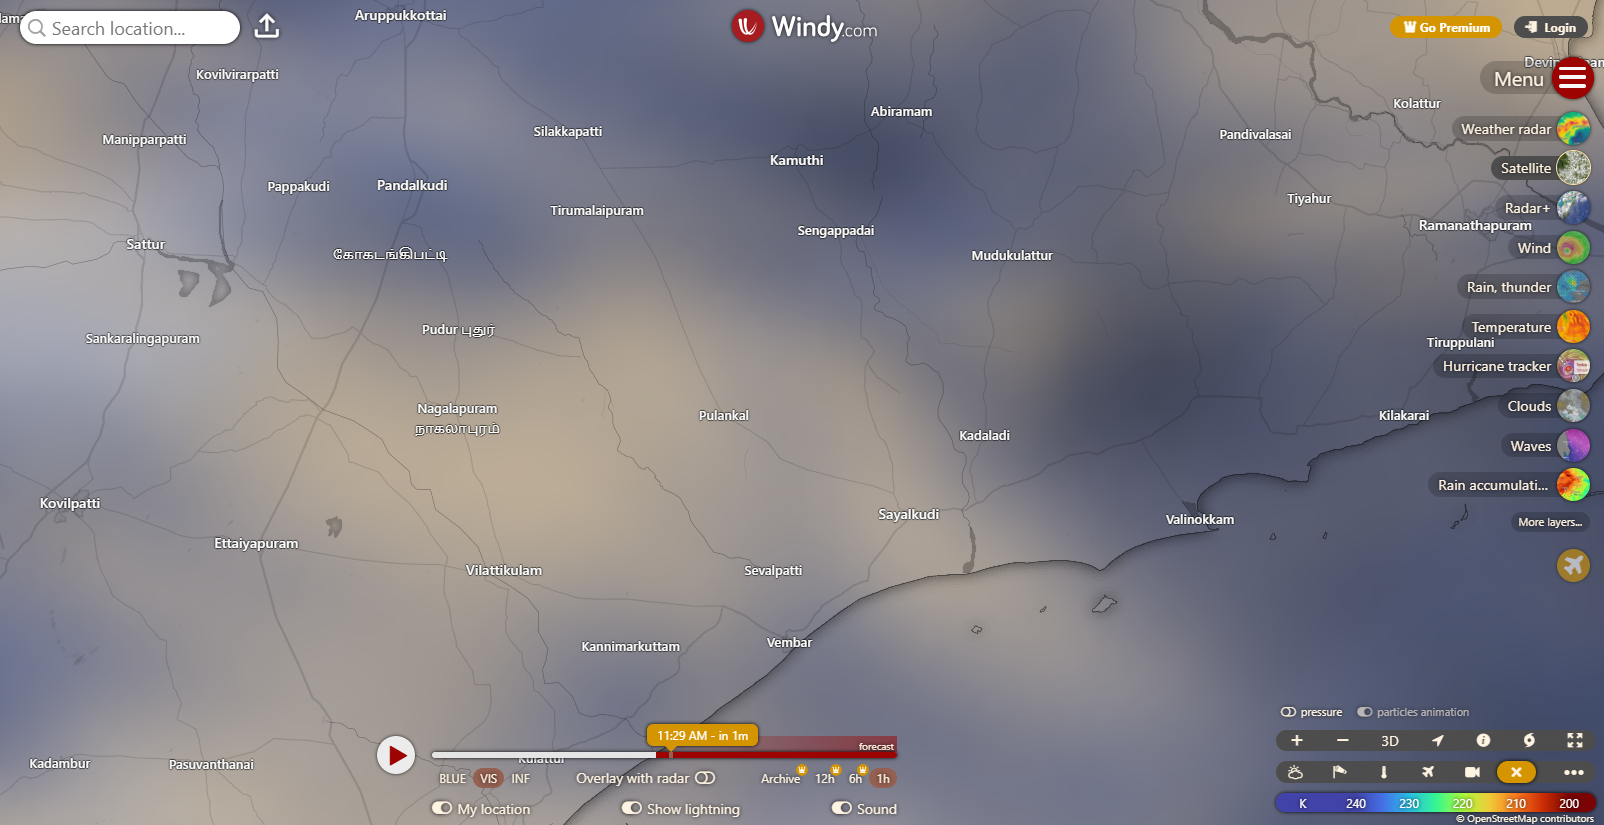 Aruppukkottai
Search location...
Windy.com
Go Premium
Login
Kovilvirarpatti
Menu
Abiramam
Kolattur
Manipparpatti
Silakkapatti
Pandivalasai
Weather radar
Kamuthi
Satellite
Pappakudi
Pandalkudi
Tirumalaipuram
Tiyahur
Radar+
Ramanathapuram
Sengappadai
Sattur
கோகடங்கிபட்டி
Mudukulattur
Wind
Rain, thunder
Sankaralingapuram
Pudur புதுர்
Temperature
Tiruppulani
Hurricane tracker
Nagalapuram
நாகலாபுரம்
Pulankal
Kadaladi
Kilakarai
Clouds
Waves
Rain accumulati...
Kovilpatti
Sayalkudi
Valinokkam
More layers...
Ettaiyapuram
Vilattikulam
Sevalpatti
Kannimarkuttam
Vembar
pressure
particles animation
11:29 AM - in 1m
forecast
3D
Kadambur
Pasuvanthanai
Kulattur
BLUE VIS INF
Overlay with radar
Archive 12h 6h 1h
My location
Show lightning
Sound
K 240 230 220 210 200
© OpenStreetMap contributors